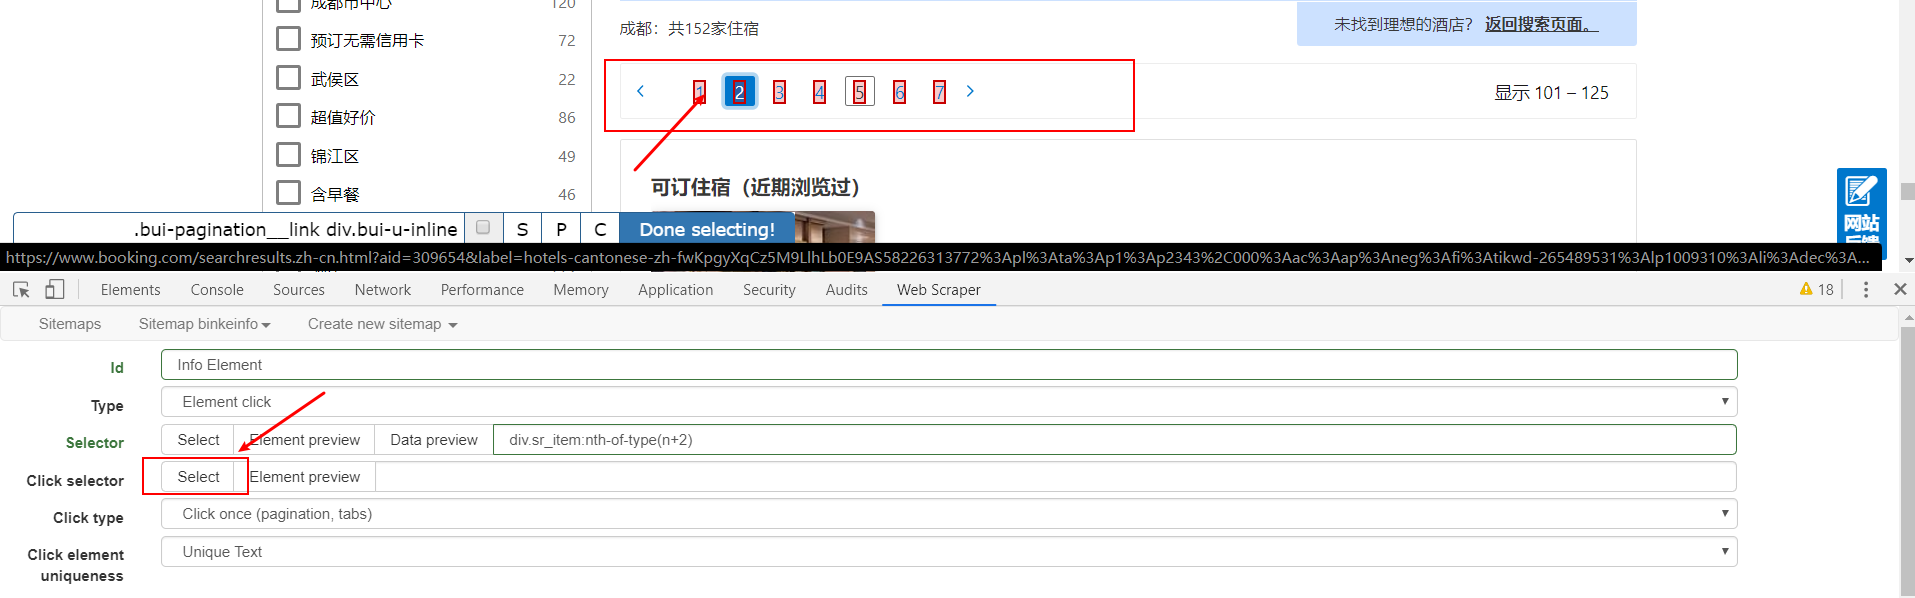 成都市中心 120
预订无需信用卡 72
武侯区 22
超值好价 86
锦江区 49
含早餐 46
成都：共152家住宿
未找到理想的酒店？ 返回搜索页面。
1 2 3 4 5 6 7
显示 101 – 125
可订住宿（近期浏览过）
网站
反馈
.bui-pagination__link div.bui-u-inline S P C Done selecting!
https://www.booking.com/searchresults.zh-cn.html?aid=309654&label=hotels-cantonese-zh-fwKpgyXqCz5M9LlhLb0E9AS58226313772%3Apl%3Ata%3Ap1%3Ap2343%2C000%3Aac%3Aap%3Aneg%3Afi%3Atikwd-265489531%3Alp1009310%3Ali%3Adec%3A...
Elements Console Sources Network Performance Memory Application Security Audits Web Scraper 18
Sitemaps Sitemap binkeinfo Create new sitemap
Id Info Element
Type Element click
Selector Select Element preview Data preview div.sr_item:nth-of-type(n+2)
Click selector Select Element preview
Click type Click once (pagination, tabs)
Click element uniqueness Unique Text